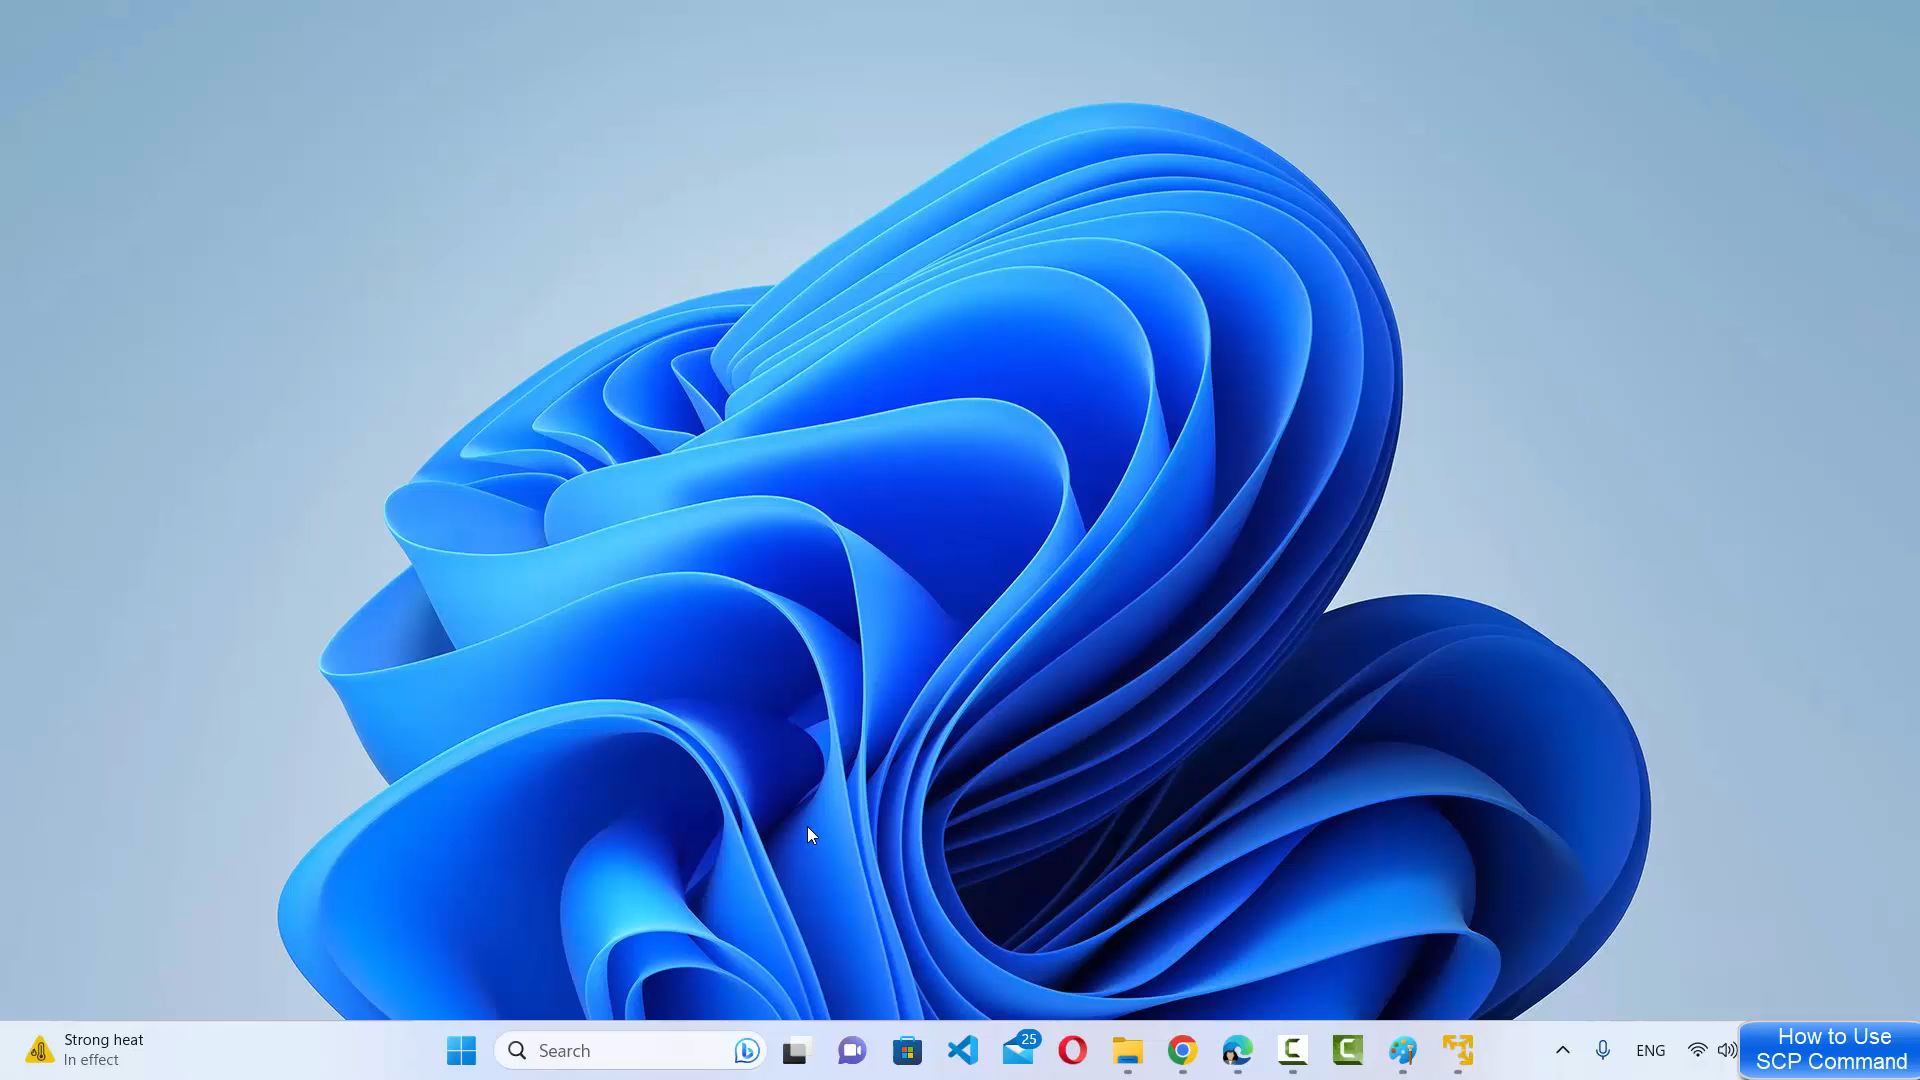 Strong heat
In effect
Search
25
ENG
How to Use
SCP Command